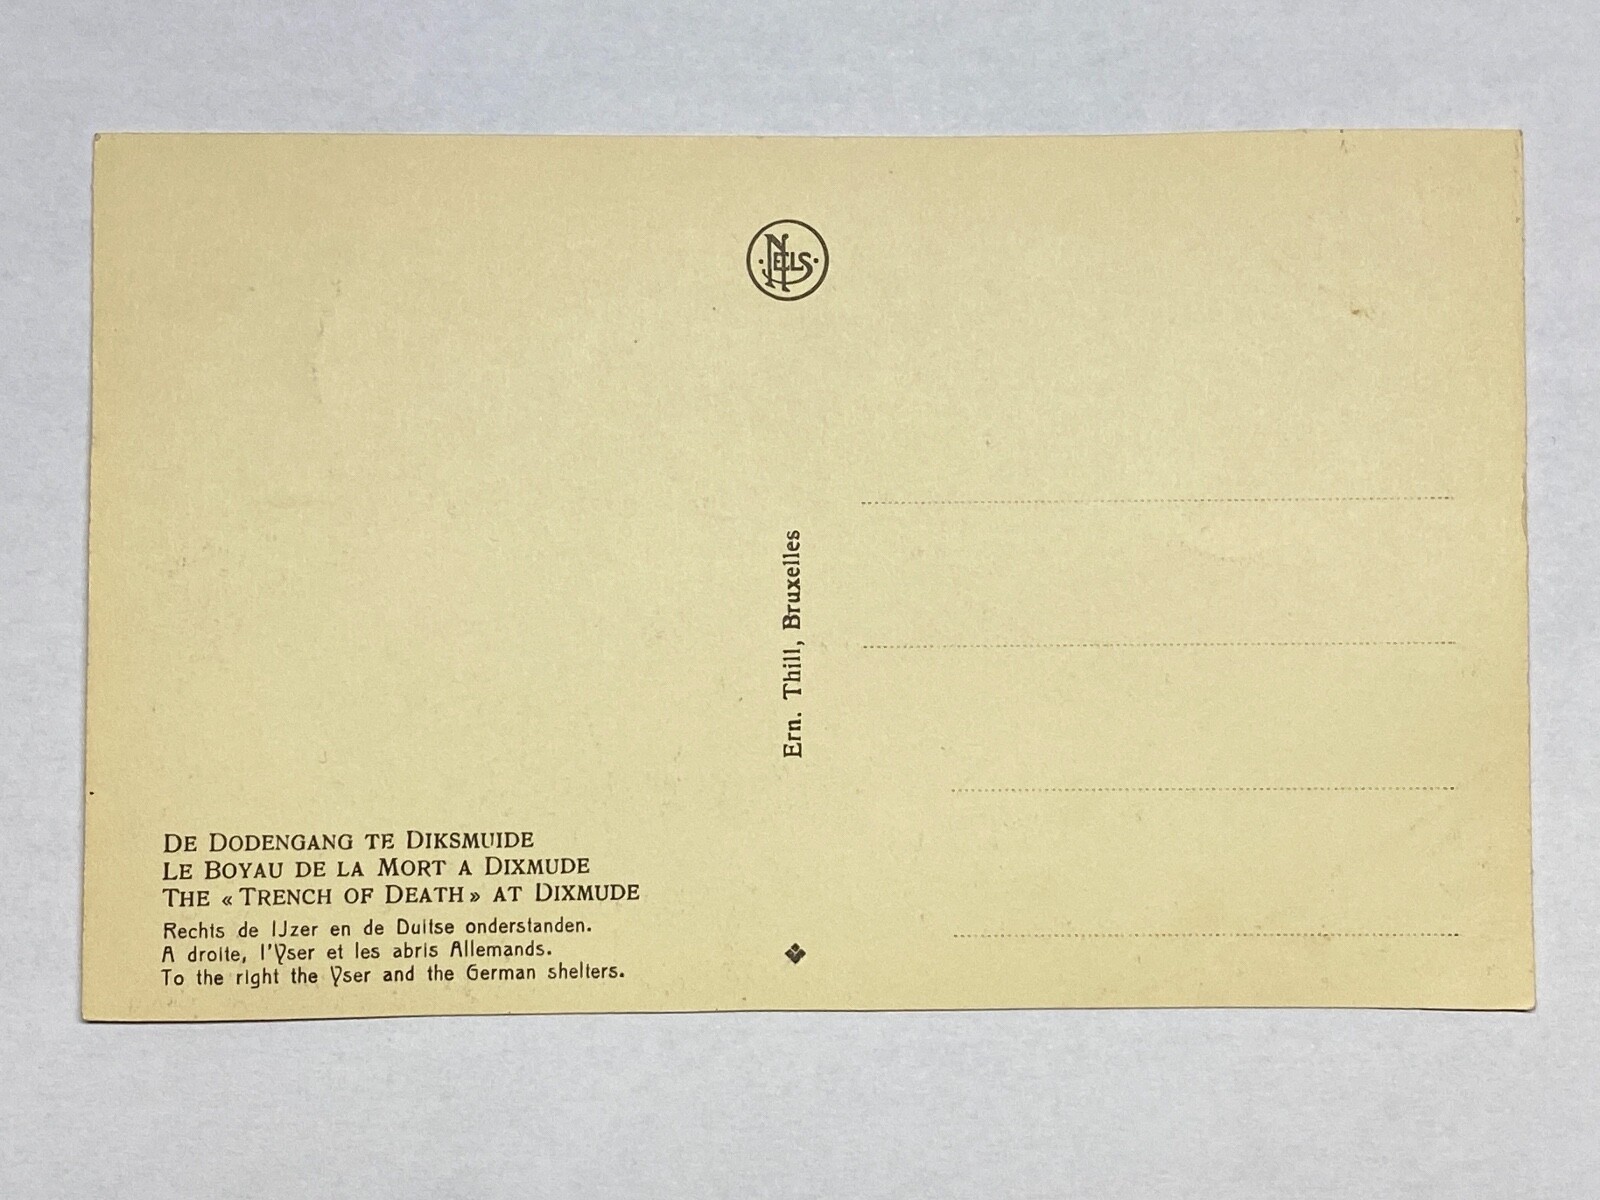 NELS
DE DODENGANG TE DIKSMUIDE
LE BOYAU DE LA MORT A DIXMUDE
THE « TRENCH OF DEATH » AT DIXMUDE
Rechts de IJzer en de Duitse onderstanden.
A droite, l'Yser et les abris Allemands.
To the right the Yser and the German shelters.
Ern. Thill, Bruxelles